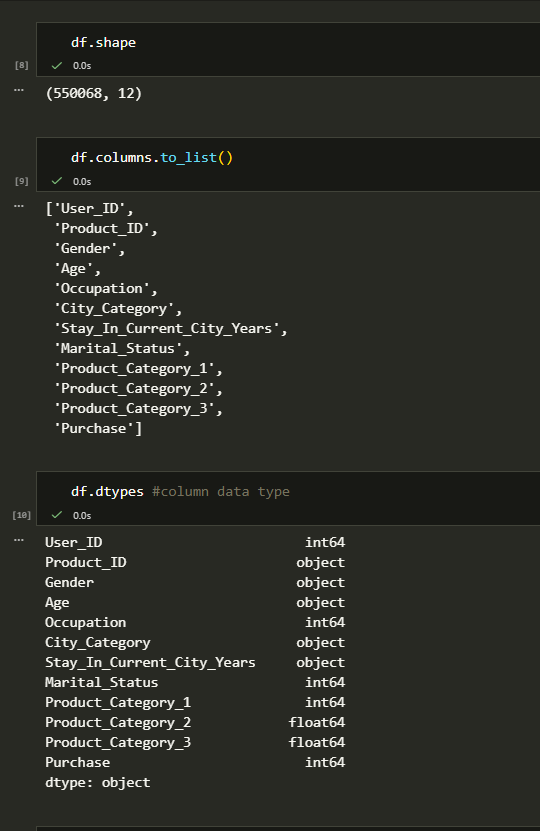 df.shape
[8]
0.0s
...
(550068, 12)
df.columns.to_list()
[9]
0.0s
...
['User_ID',
'Product_ID',
'Gender',
'Age',
'Occupation',
'City_Category',
'Stay_In_Current_City_Years',
'Marital_Status',
'Product_Category_1',
'Product_Category_2',
'Product_Category_3',
'Purchase']
df.dtypes #column data type
[10]
0.0s
...
User_ID int64
Product_ID object
Gender object
Age object
Occupation int64
City_Category object
Stay_In_Current_City_Years object
Marital_Status int64
Product_Category_1 int64
Product_Category_2 float64
Product_Category_3 float64
Purchase int64
dtype: object